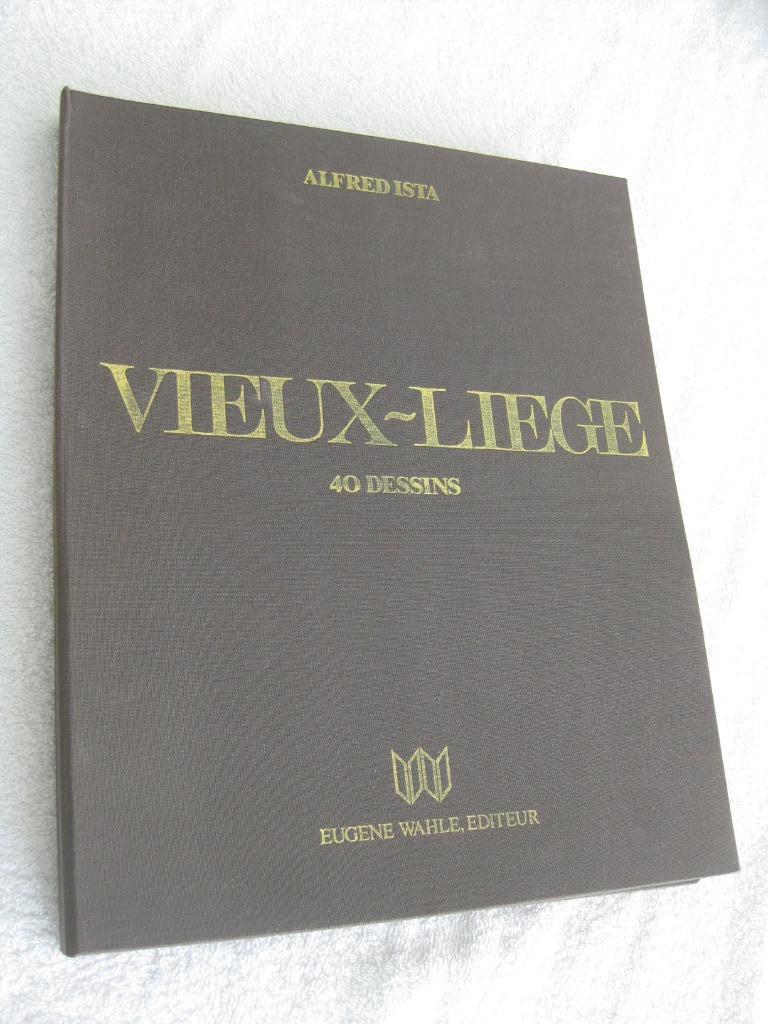 ALFRED ISTA
VIEUX~LIEGE
40 DESSINS
EUGENE WAHLE, EDITEUR